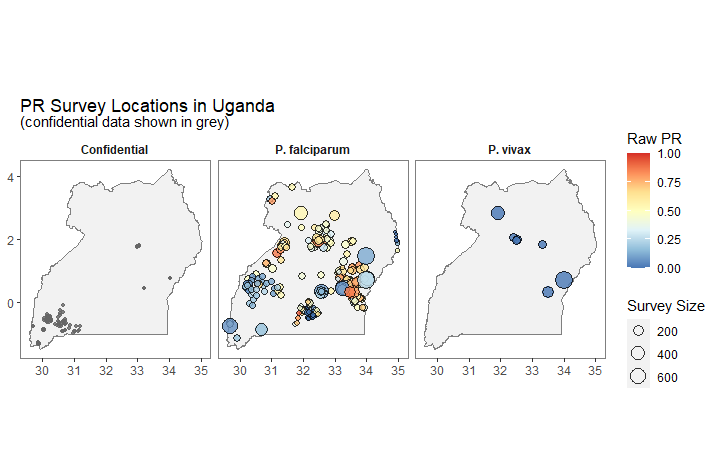 PR Survey Locations in Uganda
(confidential data shown in grey)
Confidential
P. falciparum
P. vivax
4
2
0
30 31 32 33 34 35
30 31 32 33 34 35
30 31 32 33 34 35
Raw PR
1.00
0.75
0.50
0.25
0.00
Survey Size
200
400
600